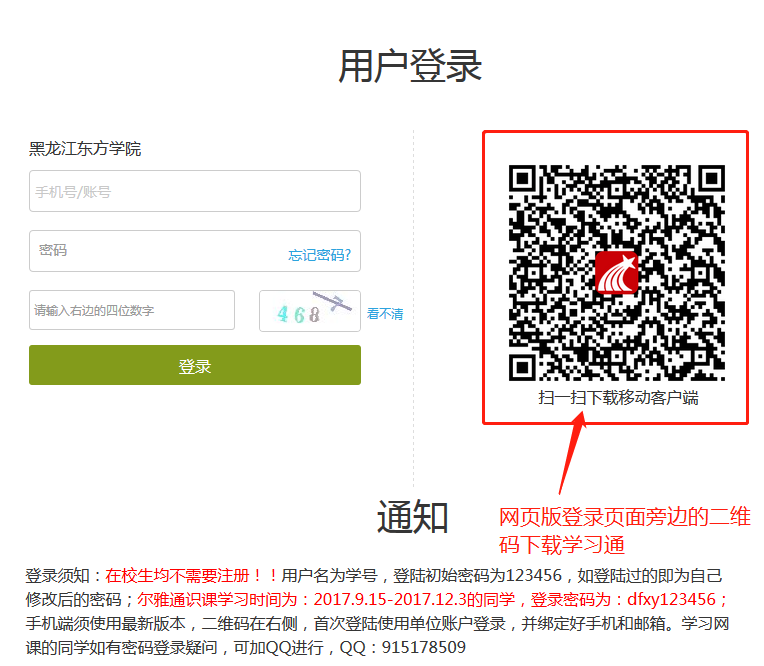 用户登录
黑龙江东方学院
手机号/账号
密码
忘记密码?
请输入右边的四位数字
468
看不清
登录
扫一扫下载移动客户端
网页版登录页面旁边的二维
码下载学习通
通知
登录须知：在校生均不需要注册！！用户名为学号，登陆初始密码为123456，如登陆过的即为自己
修改后的密码；尔雅通识课学习时间为：2017.9.15-2017.12.3的同学，登录密码为：dfxy123456；
手机端须使用最新版本，二维码在右侧，首次登陆使用单位账户登录，并绑定好手机和邮箱。学习网
课的同学如有密码登录疑问，可加QQ进行，QQ：915178509